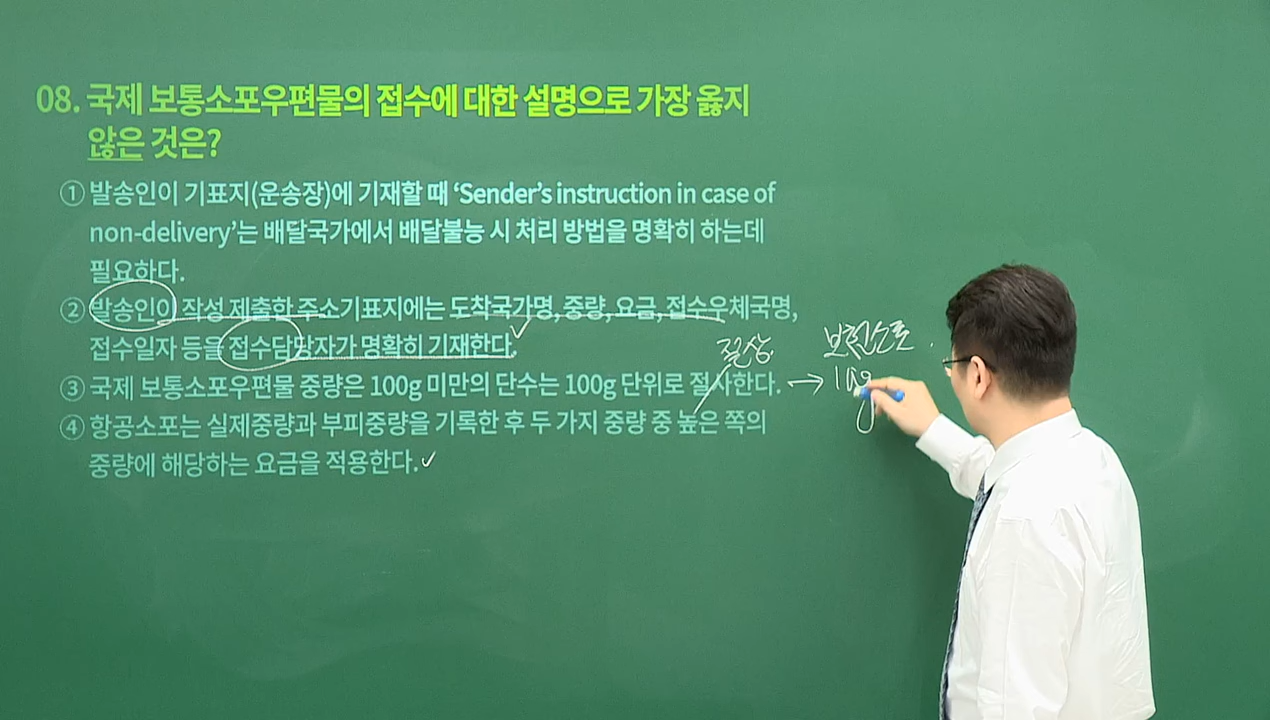 08. 국제 보통소포우편물의 접수에 대한 설명으로 가장 옳지
않은 것은?
① 발송인이 기표지(운송장)에 기재할 때 ‘Sender’s instruction in case of
non-delivery’는 배달국가에서 배달불능 시 처리 방법을 명확히 하는데
필요하다.
② 발송인이 작성 제출한 주소기표지에는 도착국가명, 중량, 요금, 접수우체국명,
접수일자 등을 접수담당자가 명확히 기재한다.
절상
보험소포
③ 국제 보통소포우편물 중량은 100g 미만의 단수는 100g 단위로 절사한다. → 10g
④ 항공소포는 실제중량과 부피중량을 기록한 후 두 가지 중량 중 높은 쪽의
중량에 해당하는 요금을 적용한다.